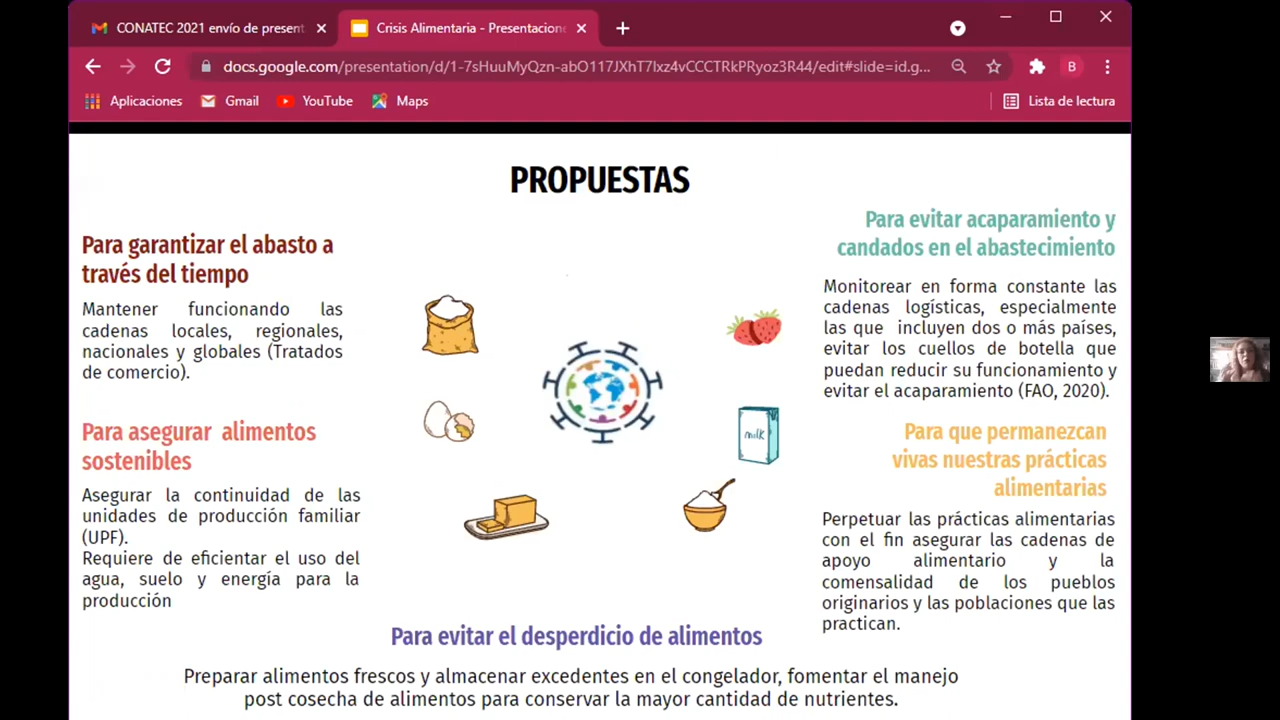 CONATEC 2021 envío de present
Crisis Alimentaria - Presentacione
docs.google.com/presentation/d/1-7sHuuMyQzn-abO117JXhT7lxz4vCCCTRkPRyoz3R44/edit#slide=id.g...
B
Aplicaciones
Gmail
YouTube
Maps
Lista de lectura
PROPUESTAS
Para garantizar el abasto a
través del tiempo
Mantener funcionando las
cadenas locales, regionales,
nacionales y globales (Tratados
de comercio).
Para asegurar alimentos
sostenibles
Asegurar la continuidad de las
unidades de producción familiar
(UPF).
Requiere de eficientar el uso del
agua, suelo y energía para la
producción
Para evitar acaparamiento y
candados en el abastecimiento
Monitorear en forma constante las
cadenas logísticas, especialmente
las que incluyen dos o más países,
evitar los cuellos de botella que
puedan reducir su funcionamiento y
evitar el acaparamiento (FAO, 2020).
milk
Para que permanezcan
vivas nuestras prácticas
alimentarias
Perpetuar las prácticas alimentarias
con el fin asegurar las cadenas de
apoyo alimentario y la
comensalidad de los pueblos
originarios y las poblaciones que las
practican.
Para evitar el desperdicio de alimentos
Preparar alimentos frescos y almacenar excedentes en el congelador, fomentar el manejo
post cosecha de alimentos para conservar la mayor cantidad de nutrientes.